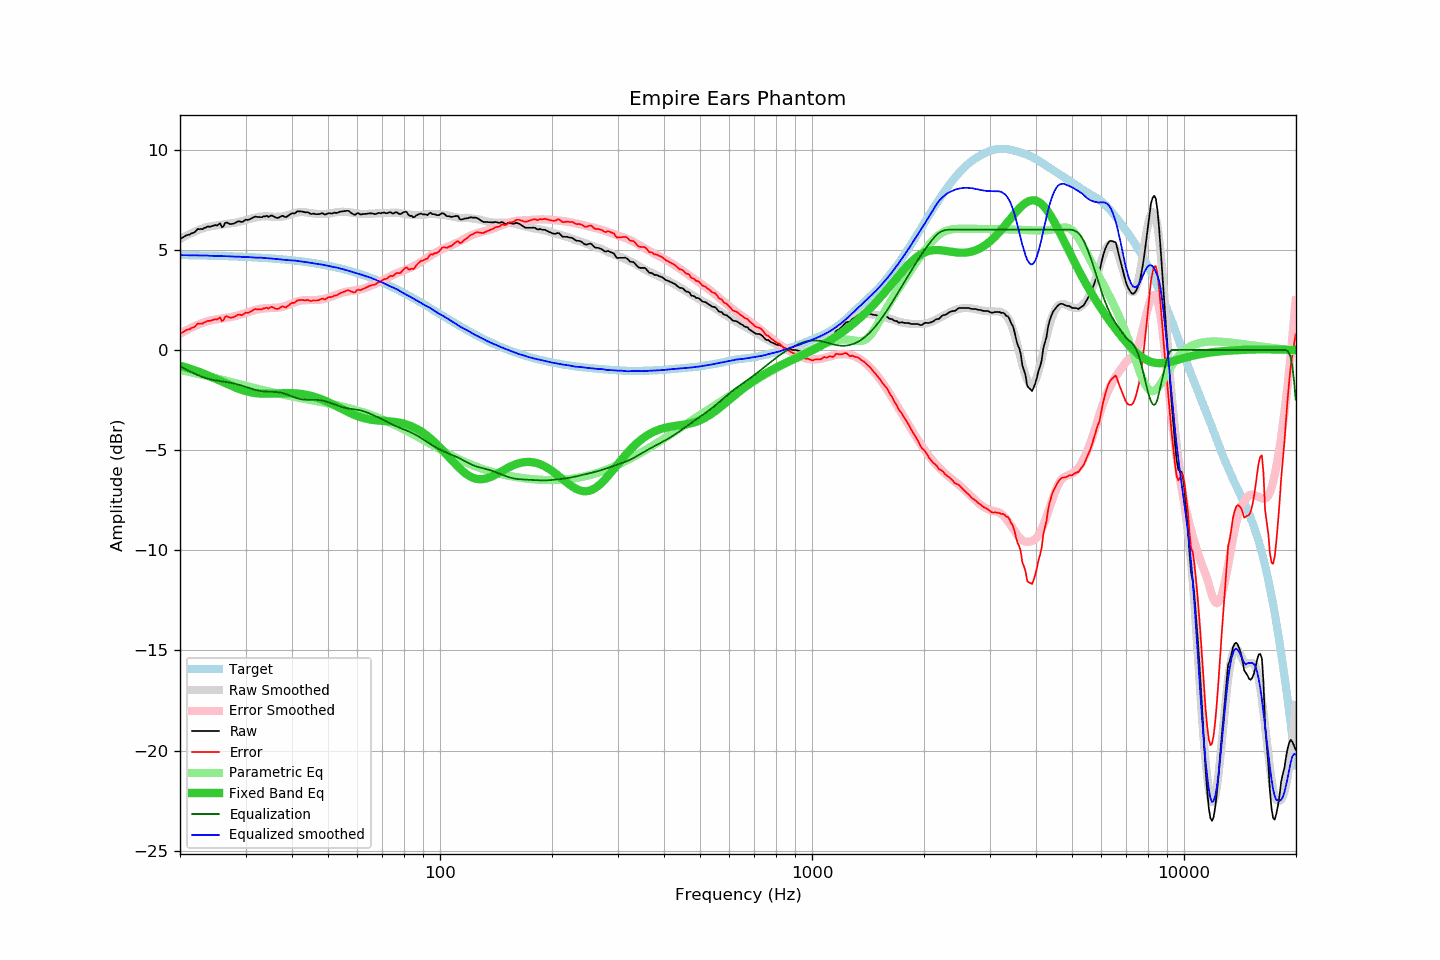 Empire Ears Phantom
Amplitude (dBr)
10
5
0
−5
−10
−15
−20
−25
Target
Raw Smoothed
Error Smoothed
Raw
Error
Parametric Eq
Fixed Band Eq
Equalization
Equalized smoothed
100
1000
10000
Frequency (Hz)